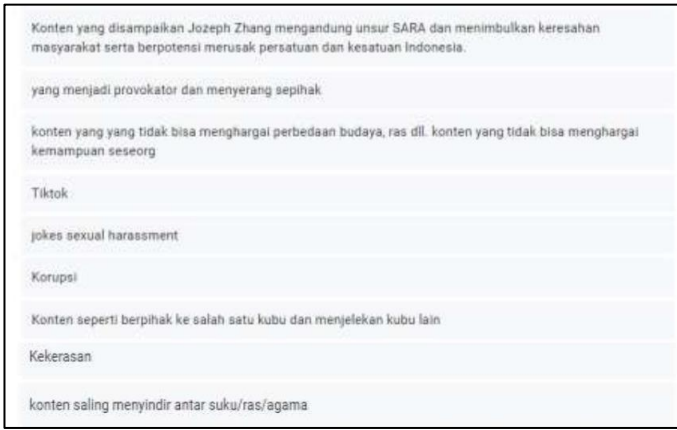 Konten yang disampaikan Jozeph Zhang mengandung unsur SARA dan menimbulkan keresahan
masyarakat serta berpotensi merusak persatuan dan kesatuan Indonesia.
yang menjadi provokator dan menyerang sepihak
konten yang yang tidak bisa menghargai perbedaan budaya, ras dll. konten yang tidak bisa menghargai
kemampuan seseorg
Tiktok
jokes sexual harassment
Korupsi
Konten seperti berpihak ke salah satu kubu dan menjelekan kubu lain
Kekerasan
konten saling menyindir antar suku/ras/agama